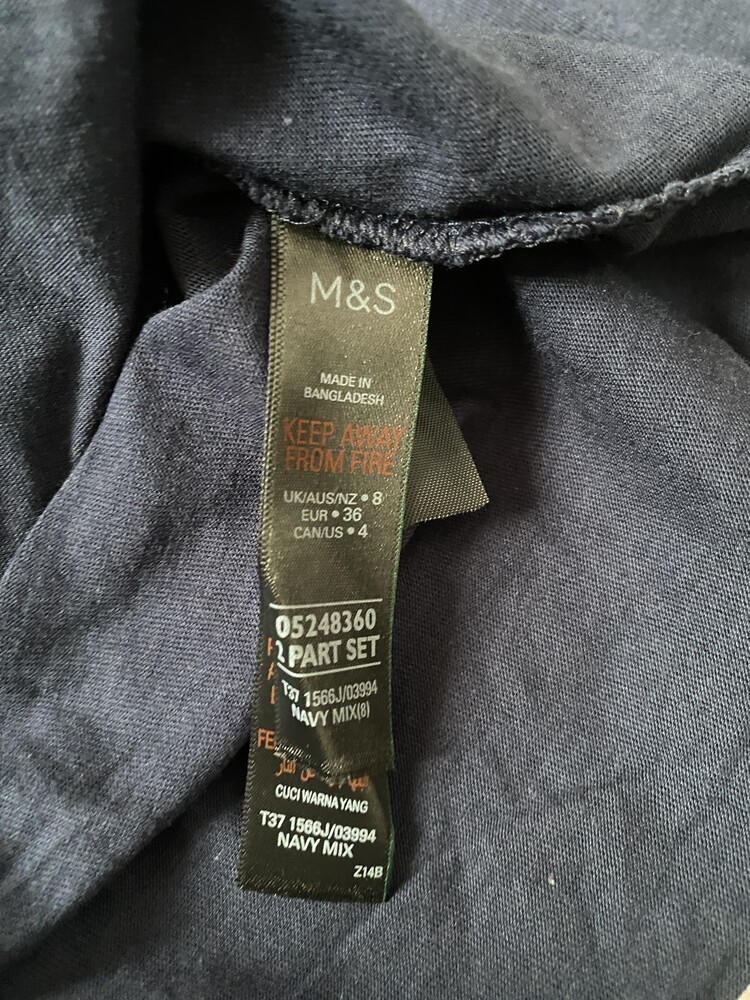 M&S
MADE IN
BANGLADESH
KEEP AWAY
FROM FIRE
UK/AUS/NZ • 8
EUR • 36
CAN/US • 4
05248360
2 PART SET
T37 1566J/03994
NAVY MIX(8)
CUCI WARNA YANG
T37 1566J/03994
NAVY MIX
Z14B